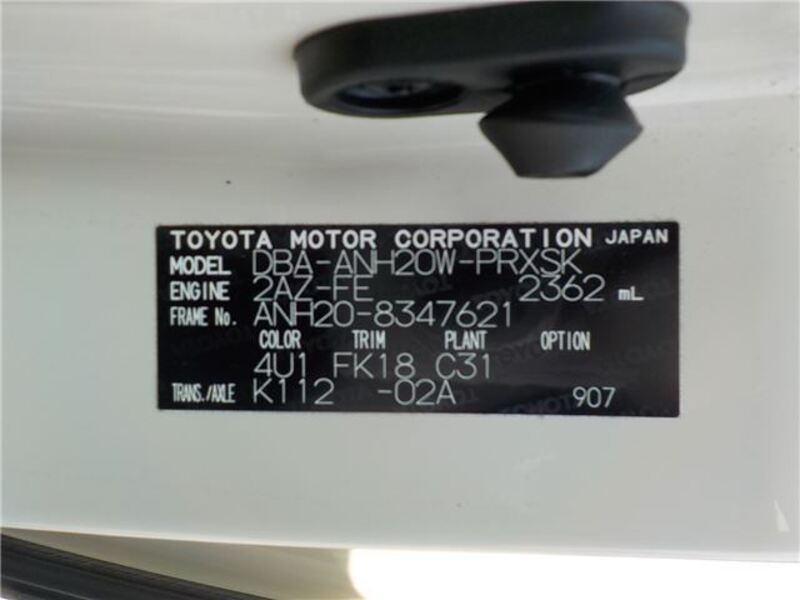 TOYOTA MOTOR CORPORATION JAPAN
MODEL DBA-ANH20W-PRXSK
ENGINE 2AZ-FE 2362 mL
FRAME No. ANH20-8347621
COLOR TRIM PLANT OPTION
4U1 FK18 C31
TRANS./AXLE K112 -02A 907